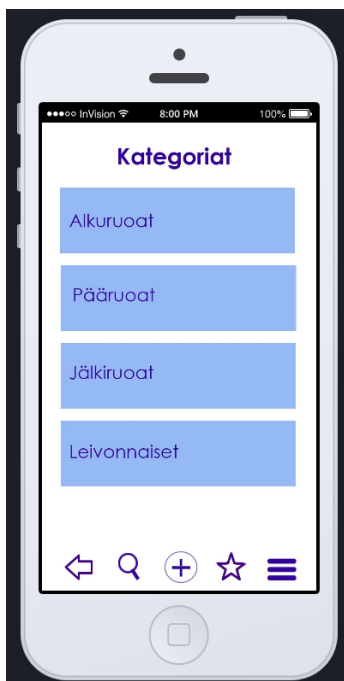 InVision 8:00 PM 100%
Kategoriat
Alkuruoat
Pääruoat
Jälkiruoat
Leivonnaiset